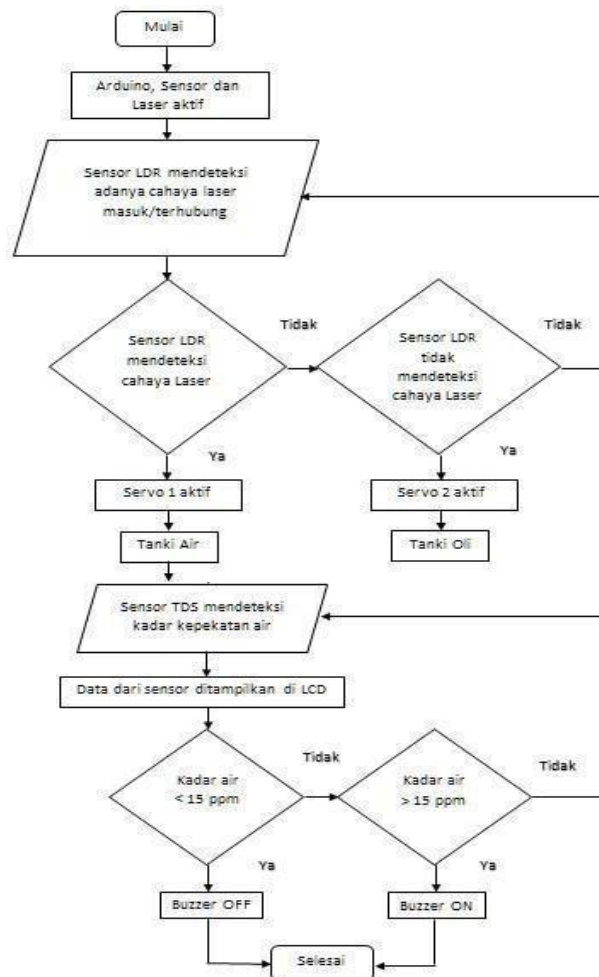 Mulai
Arduino, Sensor dan
Laser aktif
Sensor LDR mendeteksi
adanya cahaya laser
masuk/terhubung
Sensor LDR
mendeteksi
cahaya Laser
Tidak
Sensor LDR
tidak
mendeteksi
cahaya Laser
Tidak
Ya
Ya
Servo 1 aktif
Servo 2 aktif
Tanki Air
Tanki Oli
Sensor TDS mendeteksi
kadar kepekatan air
Data dari sensor ditampilkan di LCD
Kadar air
< 15 ppm
Tidak
Kadar air
> 15 ppm
Tidak
Ya
Ya
Buzzer OFF
Buzzer ON
Selesai